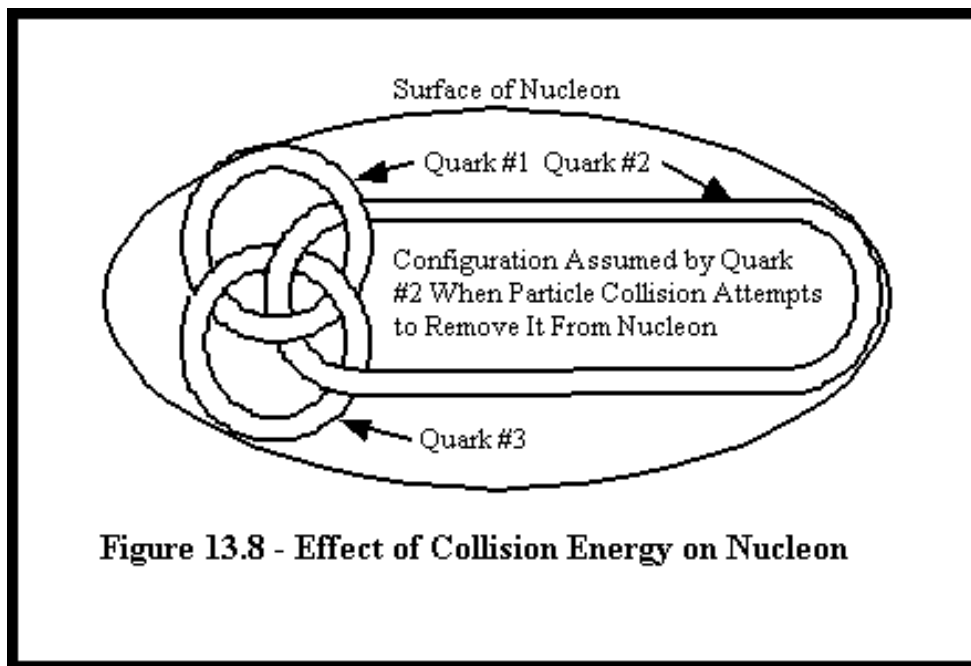 Surface of Nucleon
Quark #1 Quark #2
Configuration Assumed by Quark
#2 When Particle Collision Attempts
to Remove It From Nucleon
Quark #3
Figure 13.8 - Effect of Collision Energy on Nucleon